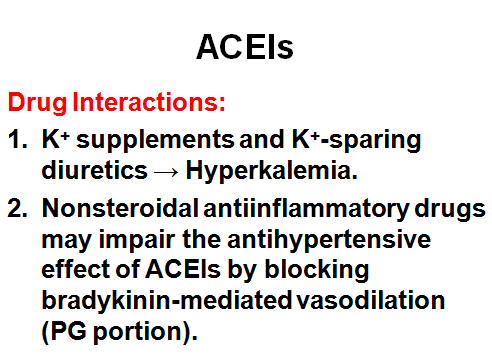 ACEIs
Drug Interactions:
1. K⁺ supplements and K⁺-sparing
diuretics → Hyperkalemia.
2. Nonsteroidal antiinflammatory drugs
may impair the antihypertensive
effect of ACEIs by blocking
bradykinin-mediated vasodilation
(PG portion).